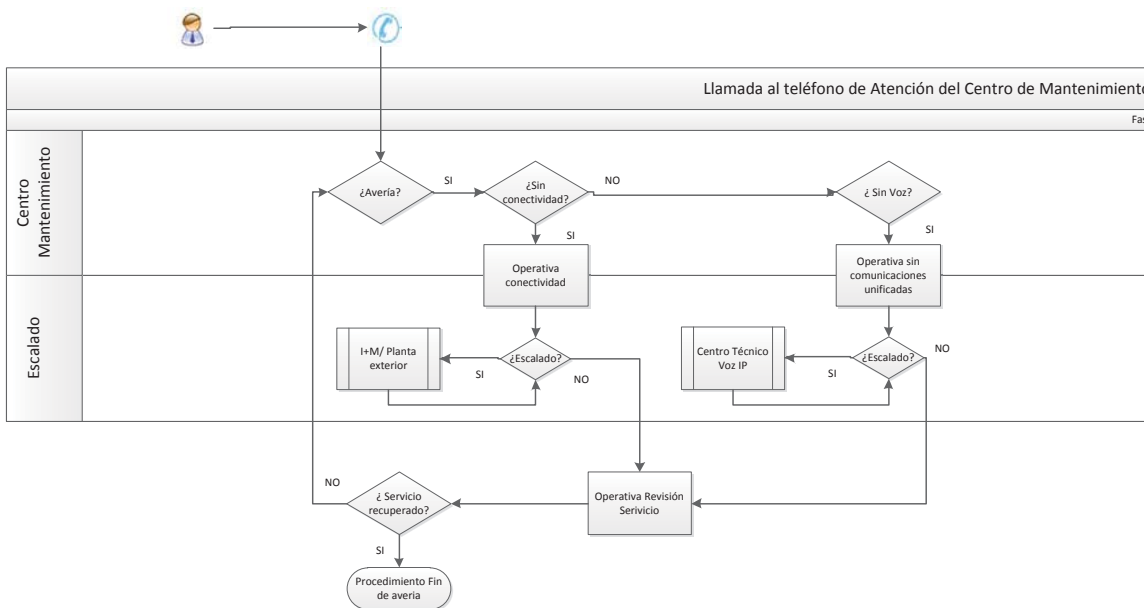 Llamada al teléfono de Atención del Centro de Mantenimiento
Fas
Centro
Mantenimiento
¿Avería?
SI
¿Sin
conectividad?
NO
¿ Sin Voz?
SI
SI
Operativa
conectividad
Operativa sin
comunicaciones
unificadas
Escalado
I+M/ Planta
exterior
SI
¿Escalado?
NO
Centro Técnico
Voz IP
SI
¿Escalado?
NO
NO
¿ Servicio
recuperado?
Operativa Revisión
Serivicio
SI
Procedimiento Fin
de averia